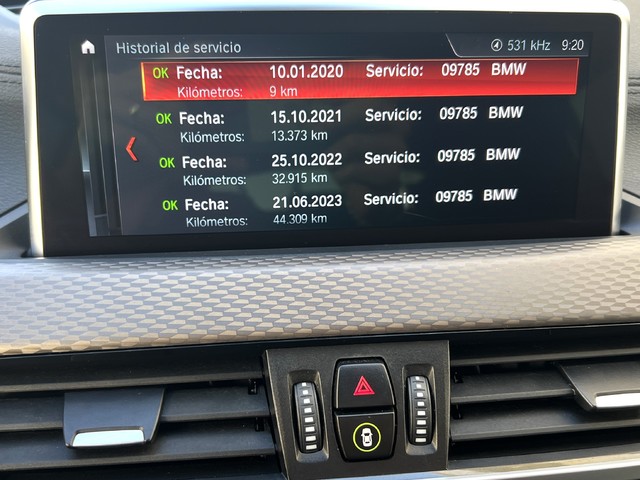 Historial de servicio 531 kHz 9:20
OK Fecha: 10.01.2020 Servicio: 09785 BMW
Kilómetros: 9 km
OK Fecha: 15.10.2021 Servicio: 09785 BMW
Kilómetros: 13.373 km
OK Fecha: 25.10.2022 Servicio: 09785 BMW
Kilómetros: 32.915 km
OK Fecha: 21.06.2023 Servicio: 09785 BMW
Kilómetros: 44.309 km